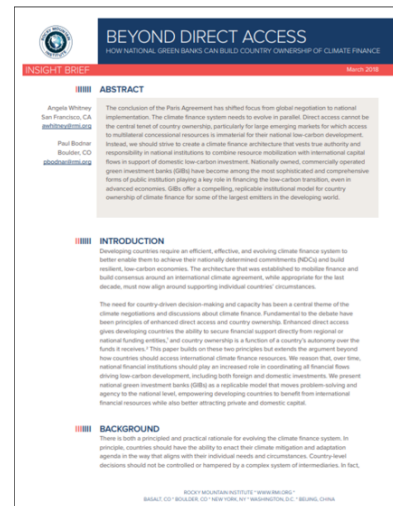 BEYOND DIRECT ACCESS
HOW NATIONAL GREEN BANKS CAN BUILD COUNTRY OWNERSHIP OF CLIMATE FINANCE
INSIGHT BRIEF
March 2018
ABSTRACT
Angela Whitney
San Francisco, CA
awhitney@rmi.org
Paul Bodnar
Boulder, CO
pbodnar@rmi.org
The conclusion of the Paris Agreement has shifted focus from global negotiation to national
implementation. The climate finance system needs to evolve in parallel. Direct access cannot be
the central tenet of country ownership, particularly for large emerging markets for which access
to multilateral concessional resources is immaterial for their national low-carbon development.
Instead, we should strive to create a climate finance architecture that vests true authority and
responsibility in national institutions to combine resource mobilization with international capital
flows in support of domestic low-carbon investment. Nationally owned, commercially operated
green investment banks (GIBs) have become among the most sophisticated and comprehensive
forms of public institution playing a key role in financing the low-carbon transition, even in
advanced economies. GIBs offer a compelling, replicable institutional model for country
ownership of climate finance for some of the largest emitters in the developing world.
INTRODUCTION
Developing countries require an efficient, effective, and evolving climate finance system to
better enable them to achieve their nationally determined commitments (NDCs) and build
resilient, low-carbon economies. The architecture that was established to mobilize finance and
build consensus around an international climate agreement, while appropriate for the last
decade, must now align around supporting individual countries' circumstances.
The need for country-driven decision-making and capacity has been a central theme of the
climate negotiations and discussions about climate finance. Fundamental to the debate have
been principles of enhanced direct access and country ownership. Enhanced direct access
gives developing countries the ability to secure financial support directly from regional or
national funding entities, and country ownership is a function of a country's autonomy over the
funds it receives. This paper builds on these two principles but extends the argument beyond
how countries should access international climate finance resources. We reason that, over time,
national financial institutions should play an increased role in coordinating all financial flows
driving low-carbon development, including both foreign and domestic investments. We present
national green investment banks (GIBs) as a replicable model that moves problem-solving and
agency to the national level, empowering developing countries to benefit from international
financial resources while also better attracting private and domestic capital.
BACKGROUND
There is both a principled and practical rationale for evolving the climate finance system. In
principle, countries should have the ability to enact their climate mitigation and adaptation
agenda in the way that aligns with their individual needs and circumstances. Country-level
decisions should not be controlled or hampered by a complex system of intermediaries. In fact,
ROCKY MOUNTAIN INSTITUTE * WWW.RMI.ORG *
BASALT, CO * BOULDER, CO * NEW YORK, NY * WASHINGTON, D.C. * BEIJING, CHINA